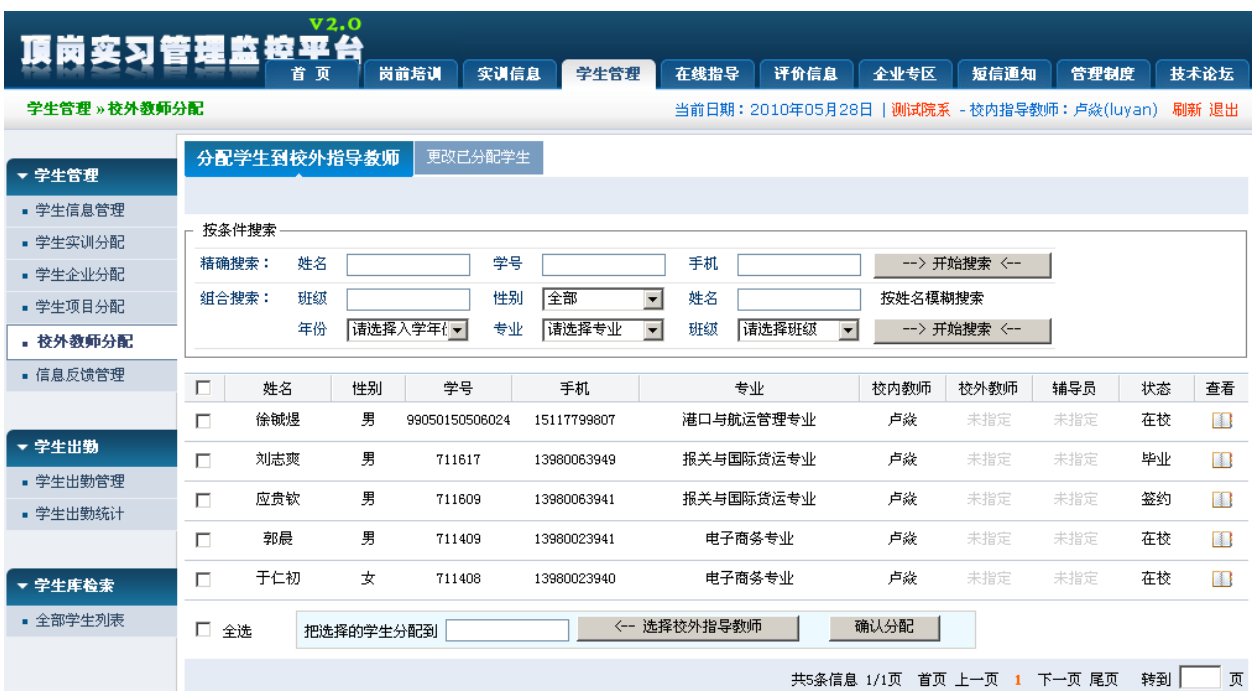 V2.0
顶岗实习管理监控平台
首 页 岗前培训 实训信息 学生管理 在线指导 评价信息 企业专区 短信通知 管理制度 技术论坛
学生管理 » 校外教师分配 当前日期：2010年05月28日 | 测试院系 - 校内指导教师：卢焱(luyan) 刷新 退出
学生管理
学生信息管理
学生实训分配
学生企业分配
学生项目分配
校外教师分配
信息反馈管理
学生出勤
学生出勤管理
学生出勤统计
学生库检索
全部学生列表
分配学生到校外指导教师 更改已分配学生
按条件搜索
精确搜索： 姓名 学号 手机 --> 开始搜索 <--
组合搜索： 班级 性别 全部 姓名 按姓名模糊搜索
年份 请选择入学年份 专业 请选择专业 班级 请选择班级 --> 开始搜索 <--
姓名 性别 学号 手机 专业 校内教师 校外教师 辅导员 状态 查看
徐铖煜 男 99050150506024 15117799807 港口与航运管理专业 卢焱 未指定 未指定 在校
刘志爽 男 711617 13980063949 报关与国际货运专业 卢焱 未指定 未指定 毕业
应贵钦 男 711609 13980063941 报关与国际货运专业 卢焱 未指定 未指定 签约
郭晨 男 711409 13980023941 电子商务专业 卢焱 未指定 未指定 在校
于仁初 女 711408 13980023940 电子商务专业 卢焱 未指定 未指定 在校
全选 把选择的学生分配到 <-- 选择校外指导教师 确认分配
共5条信息 1/1页 首页 上一页 1 下一页 尾页 转到 页